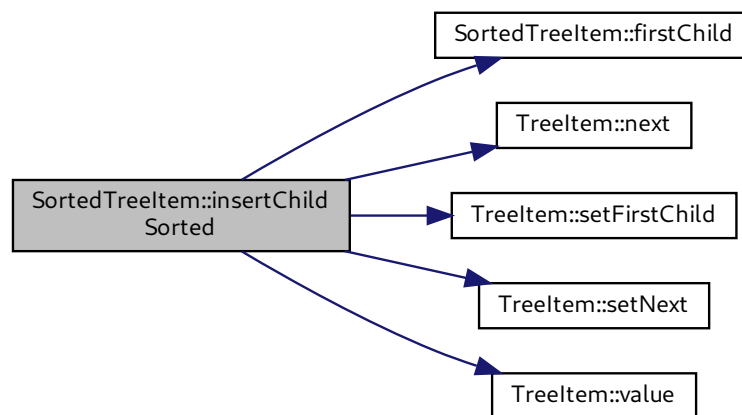 SortedTreeItem::firstChild
TreeItem::next
SortedTreeItem::insertChild
Sorted
TreeItem::setFirstChild
TreeItem::setNext
TreeItem::value